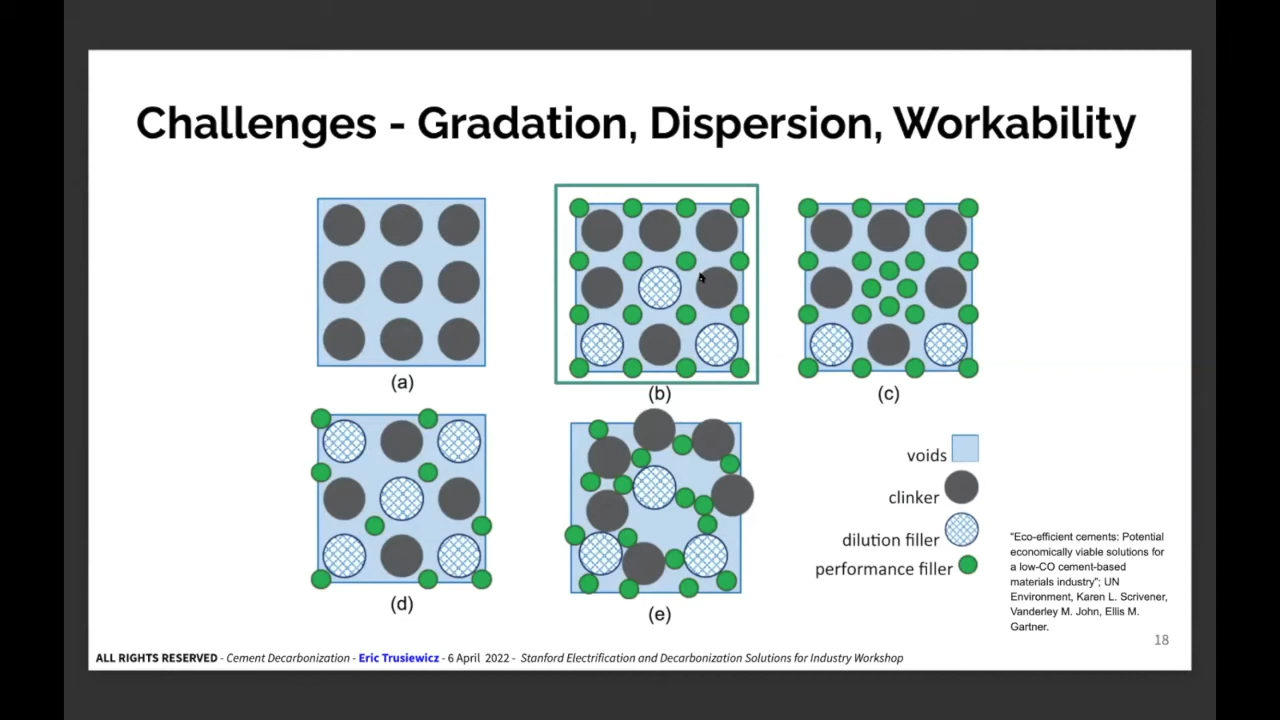 Challenges - Gradation, Dispersion, Workability
(a)
(b)
(c)
(d)
(e)
voids
clinker
dilution filler
performance filler
"Eco-efficient cements: Potential
economically viable solutions for
a low-CO cement-based
materials industry"; UN
Environment, Karen L. Scrivener,
Vanderley M. John, Ellis M.
Gartner.
18
ALL RIGHTS RESERVED - Cement Decarbonization - Eric Trusiewicz - 6 April 2022 - Stanford Electrification and Decarbonization Solutions for Industry Workshop